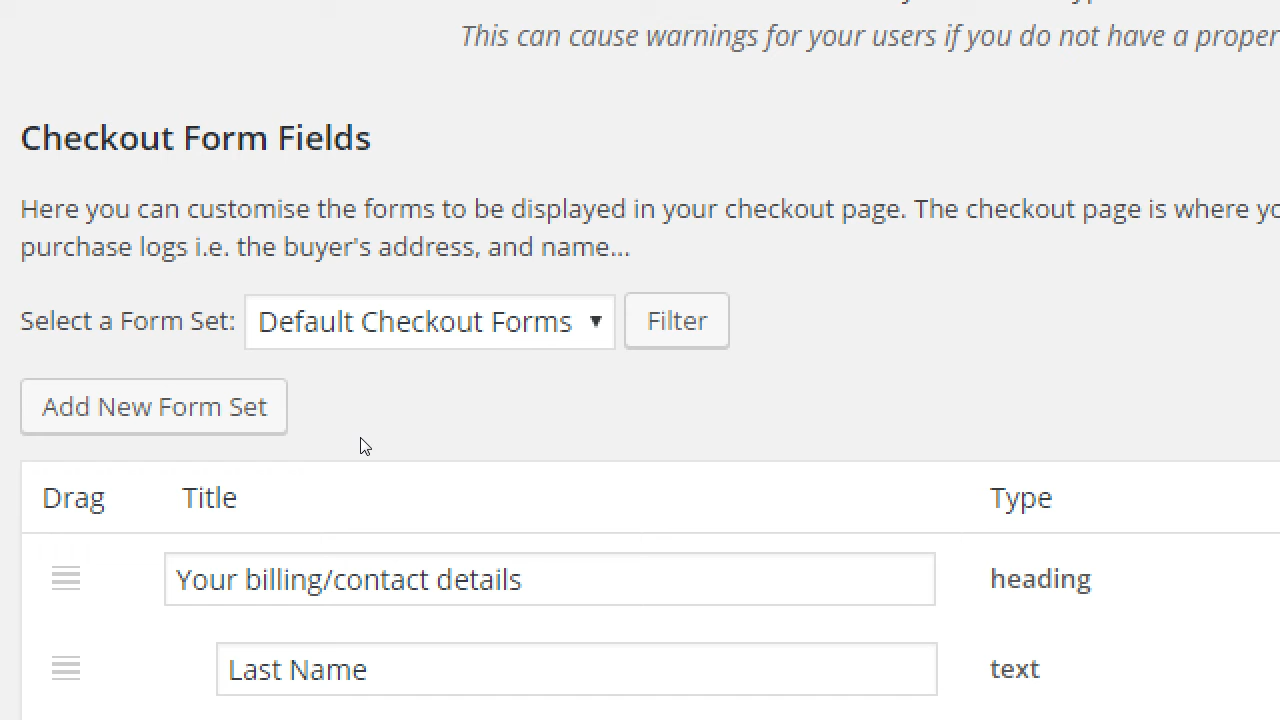 This can cause warnings for your users if you do not have a proper
Checkout Form Fields
Here you can customise the forms to be displayed in your checkout page. The checkout page is where
purchase logs i.e. the buyer's address, and name...
Select a Form Set: Default Checkout Forms Filter
Add New Form Set
Drag Title Type
Your billing/contact details heading
Last Name text